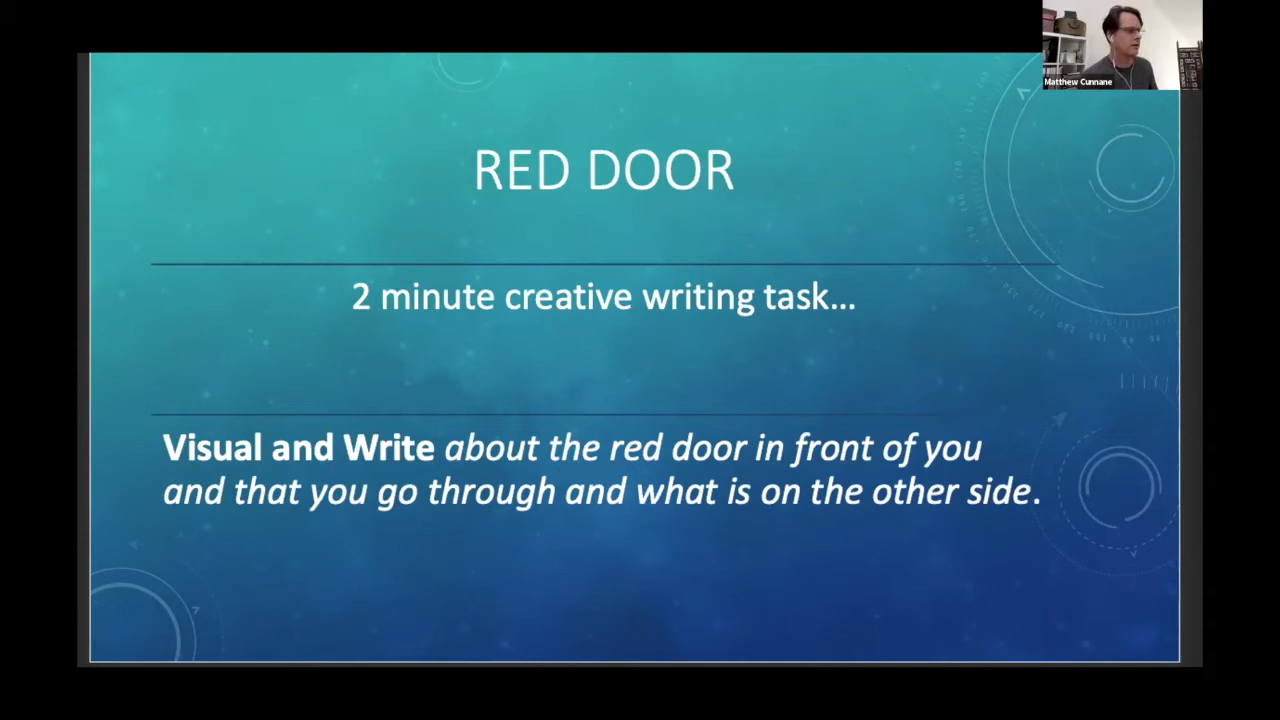 Matthew Cunnane
RED DOOR
2 minute creative writing task...
Visual and Write about the red door in front of you
and that you go through and what is on the other side.